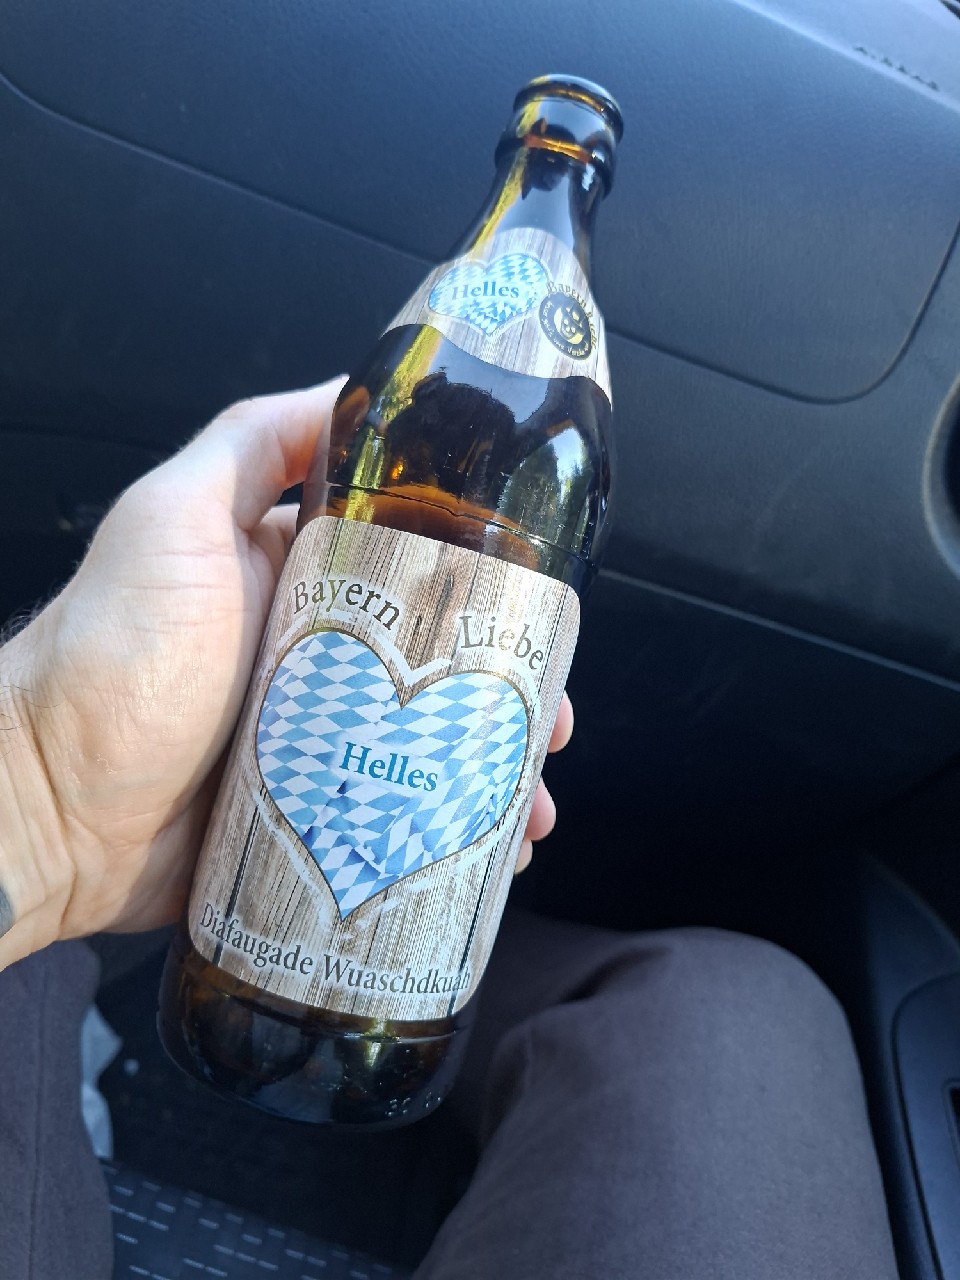 Helles
Bayern Liebe
Helles
Diafaugade Wuaschdkuah